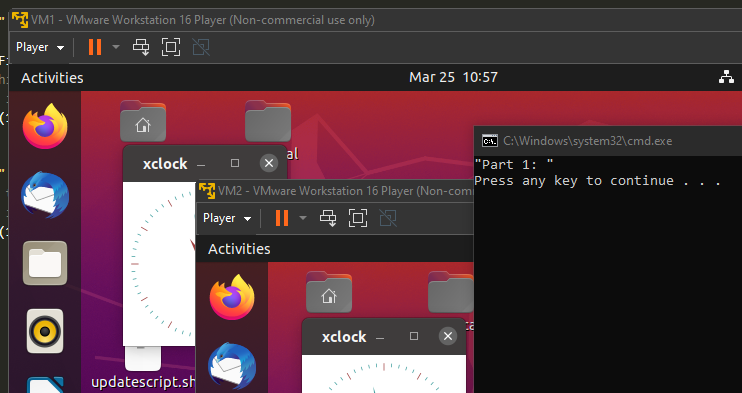 VM1 - VMware Workstation 16 Player (Non-commercial use only)
Player
Activities
Mar 25 10:57
xclock
updatescript.sh
VM2 - VMware Workstation 16 Player (Non-com
Player
Activities
xclock
C:\Windows\system32\cmd.exe
"Part 1: "
Press any key to continue . . .